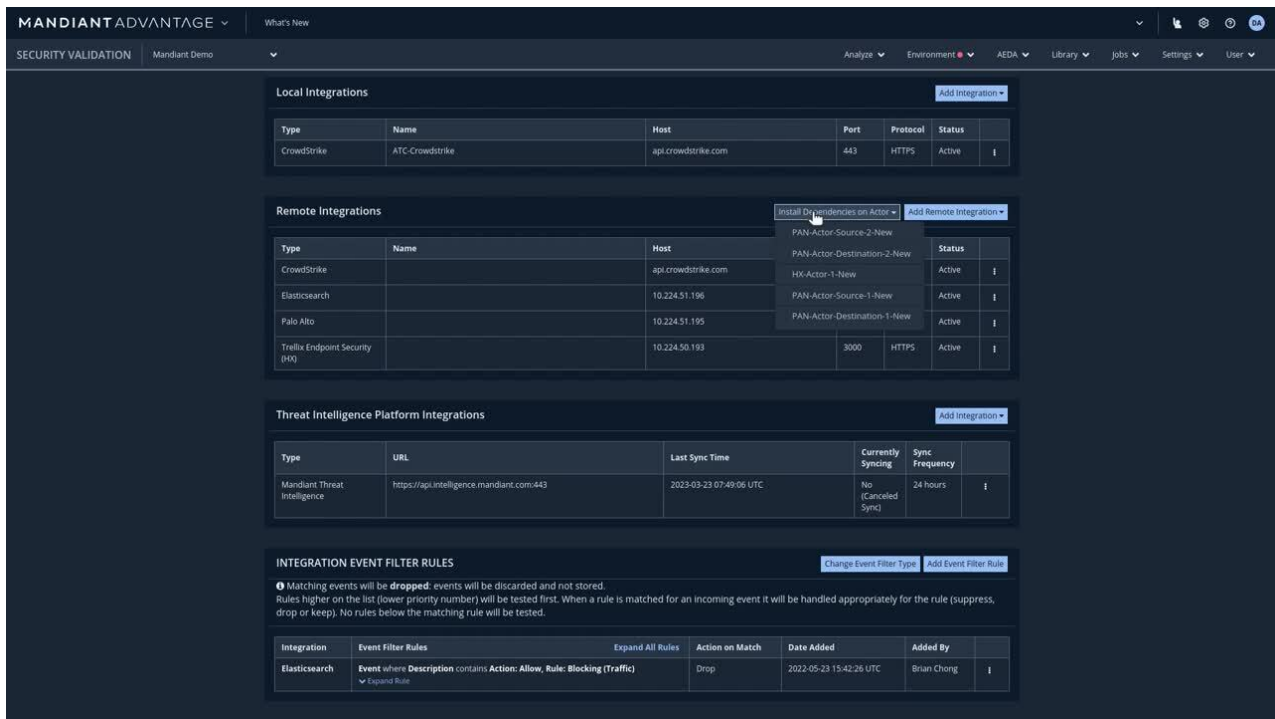 MANDIANT ADVANTAGE What's New DA
SECURITY VALIDATION Mandiant Demo Analyze Environment AEDA Library Jobs Settings User
Local Integrations Add Integration
Type Name Host Port Protocol Status
CrowdStrike ATC-Crowdstrike api.crowdstrike.com 443 HTTPS Active
Remote Integrations Install Dependencies on Actor Add Remote Integration
PAN-Actor-Source-2-New
PAN-Actor-Destination-2-New
HX-Actor-1-New
PAN-Actor-Source-1-New
PAN-Actor-Destination-1-New
Type Name Host Status
CrowdStrike api.crowdstrike.com Active
Elasticsearch 10.224.51.196 Active
Palo Alto 10.224.51.195 Active
Trellix Endpoint Security 10.224.50.193 3000 HTTPS Active
(HX)
Threat Intelligence Platform Integrations Add Integration
Type URL Last Sync Time Currently Sync
Syncing Frequency
Mandiant Threat https://api.intelligence.mandiant.com:443 2023-03-23 07:49:06 UTC No 24 hours
Intelligence (Canceled
Sync)
INTEGRATION EVENT FILTER RULES Change Event Filter Type Add Event Filter Rule
Matching events will be dropped: events will be discarded and not stored.
Rules higher on the list (lower priority number) will be tested first. When a rule is matched for an incoming event it will be handled appropriately for the rule (suppress,
drop or keep). No rules below the matching rule will be tested.
Integration Event Filter Rules Expand All Rules Action on Match Date Added Added By
Elasticsearch Event where Description contains Action: Allow, Rule: Blocking (Traffic) Drop 2022-05-23 15:42:26 UTC Brian Chong
Expand Rule